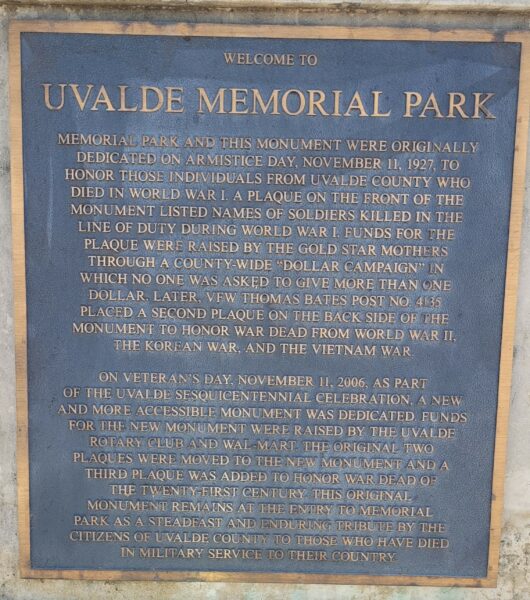 WELCOME TO
UVALDE MEMORIAL PARK
MEMORIAL PARK AND THIS MONUMENT WERE ORIGINALLY
DEDICATED ON ARMISTICE DAY, NOVEMBER 11, 1927, TO
HONOR THOSE INDIVIDUALS FROM UVALDE COUNTY WHO
DIED IN WORLD WAR I. A PLAQUE ON THE FRONT OF THE
MONUMENT LISTED NAMES OF SOLDIERS KILLED IN THE
LINE OF DUTY DURING WORLD WAR I. FUNDS FOR THE
PLAQUE WERE RAISED BY THE GOLD STAR MOTHERS
THROUGH A COUNTY-WIDE "DOLLAR CAMPAIGN" IN
WHICH NO ONE WAS ASKED TO GIVE MORE THAN ONE
DOLLAR. LATER, VFW THOMAS BATES POST NO. 4135
PLACED A SECOND PLAQUE ON THE BACK SIDE OF THE
MONUMENT TO HONOR WAR DEAD FROM WORLD WAR II,
THE KOREAN WAR, AND THE VIETNAM WAR.
ON VETERAN'S DAY, NOVEMBER 11, 2006, AS PART
OF THE UVALDE SESQUICENTENNIAL CELEBRATION, A NEW
AND MORE ACCESSIBLE MONUMENT WAS DEDICATED. FUNDS
FOR THE NEW MONUMENT WERE RAISED BY THE UVALDE
ROTARY CLUB AND WAL-MART. THE ORIGINAL TWO
PLAQUES WERE MOVED TO THE NEW MONUMENT AND A
THIRD PLAQUE WAS ADDED TO HONOR WAR DEAD OF
THE TWENTY-FIRST CENTURY. THIS ORIGINAL
MONUMENT REMAINS AT THE ENTRY TO MEMORIAL
PARK AS A STEADFAST AND ENDURING TRIBUTE BY THE
CITIZENS OF UVALDE COUNTY TO THOSE WHO HAVE DIED
IN MILITARY SERVICE TO THEIR COUNTRY.